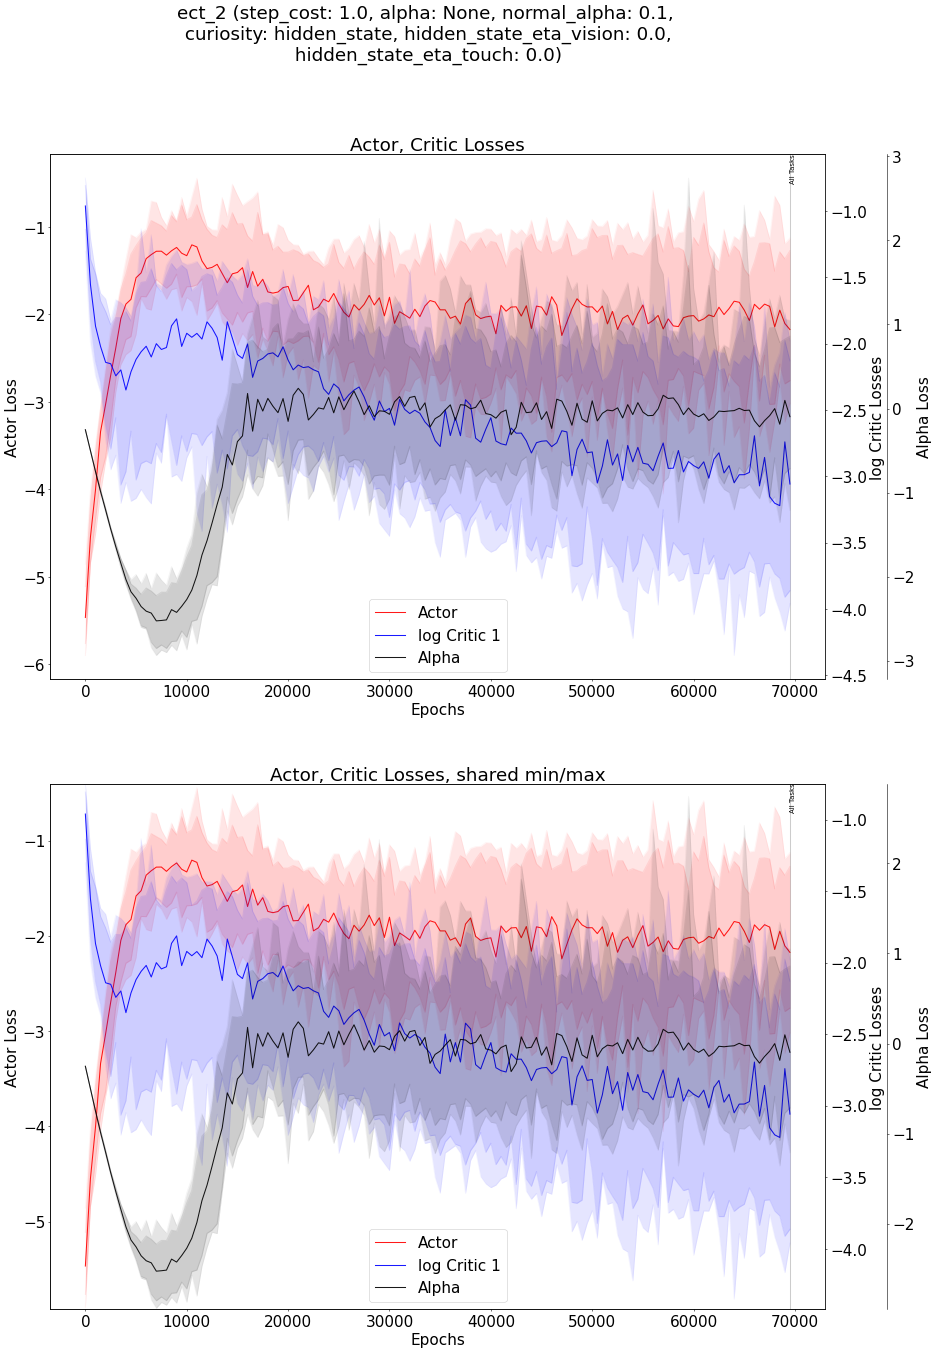 ect_2 (step_cost: 1.0, alpha: None, normal_alpha: 0.1,
curiosity: hidden_state, hidden_state_eta_vision: 0.0,
hidden_state_eta_touch: 0.0)
Actor, Critic Losses
All Tasks
−1
−2
−3
−4
−5
−6
Actor Loss
−1.0
−1.5
−2.0
−2.5
−3.0
−3.5
−4.0
−4.5
log Critic Losses
3
2
1
0
−1
−2
−3
Alpha Loss
Actor
log Critic 1
Alpha
0 10000 20000 30000 40000 50000 60000 70000
Epochs
Actor, Critic Losses, shared min/max
All Tasks
−1
−2
−3
−4
−5
Actor Loss
−1.0
−1.5
−2.0
−2.5
−3.0
−3.5
−4.0
log Critic Losses
2
1
0
−1
−2
Alpha Loss
Actor
log Critic 1
Alpha
0 10000 20000 30000 40000 50000 60000 70000
Epochs